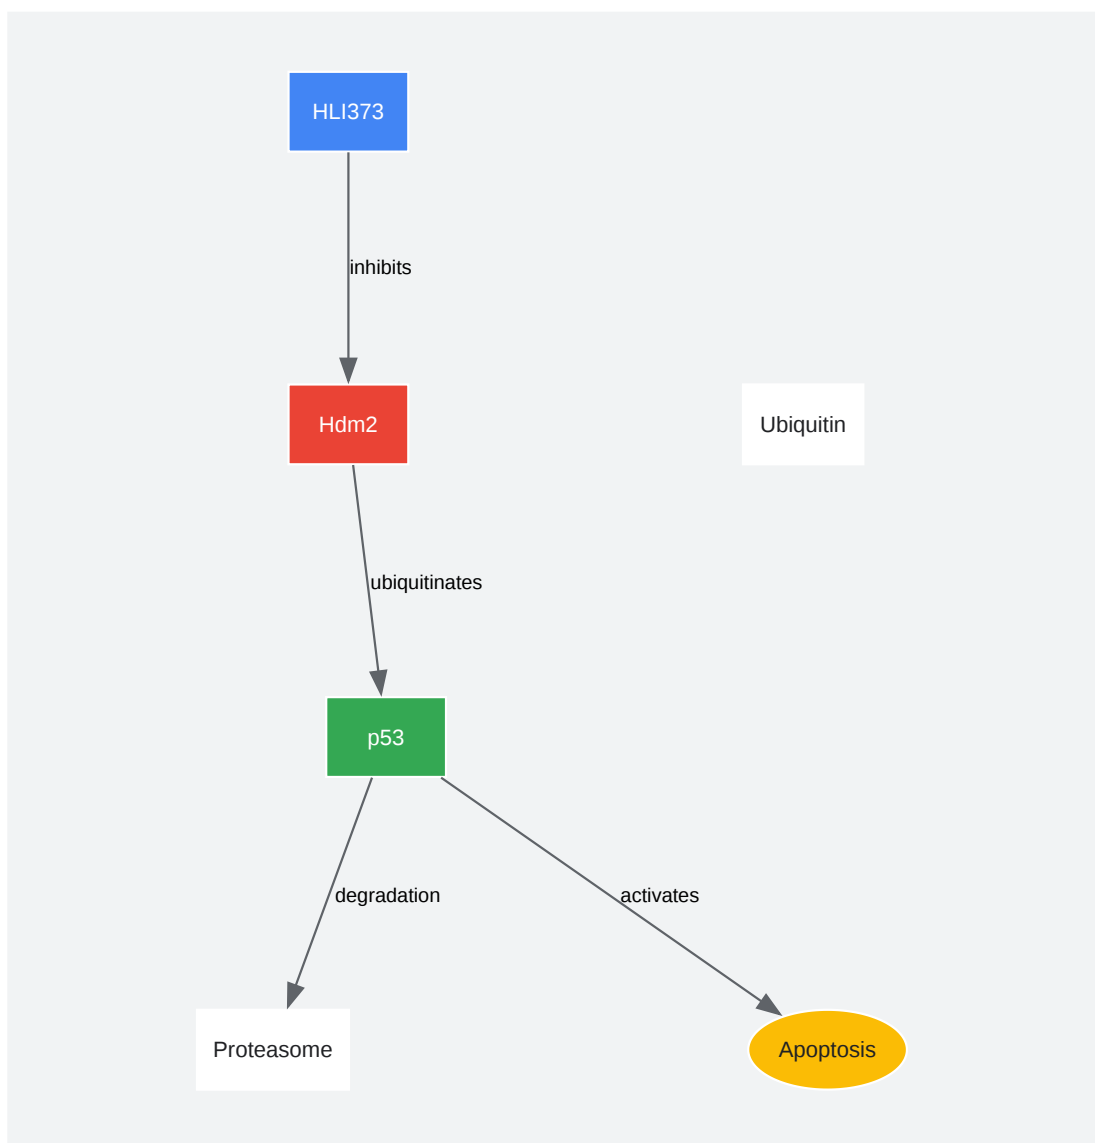 HLI373
inhibits
Hdm2
Ubiquitin
ubiquitinates
p53
degradation
activates
Proteasome
Apoptosis